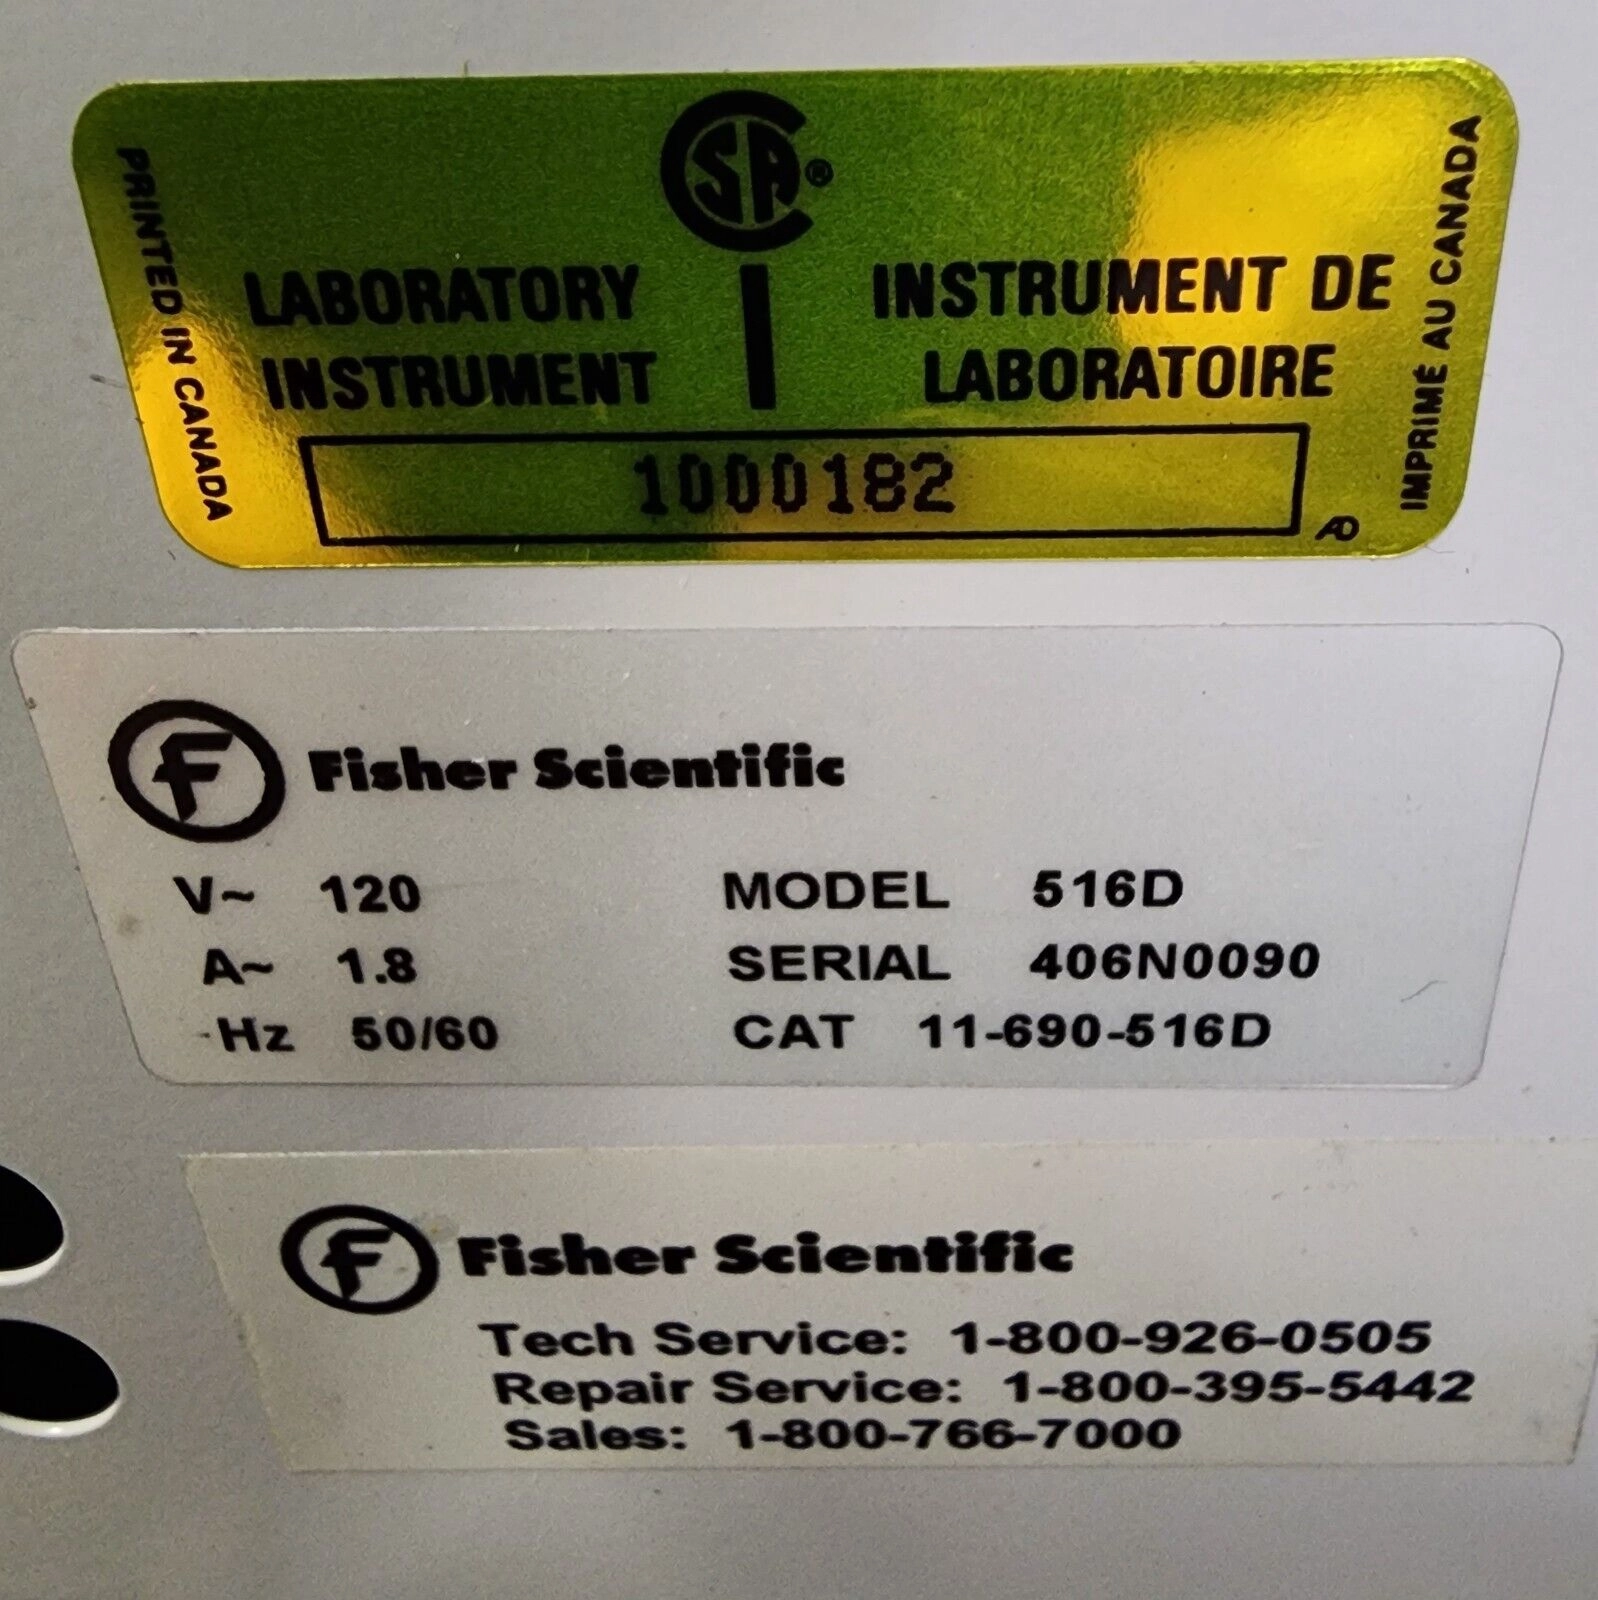 CSA®
LABORATORY
INSTRUMENT
INSTRUMENT DE
LABORATOIRE
1000182
PRINTED IN CANADA
IMPRIMÉ AU CANADA
F Fisher Scientific
V~ 120 MODEL 516D
A~ 1.8 SERIAL 406N0090
Hz 50/60 CAT 11-690-516D
F Fisher Scientific
Tech Service: 1-800-926-0505
Repair Service: 1-800-395-5442
Sales: 1-800-766-7000